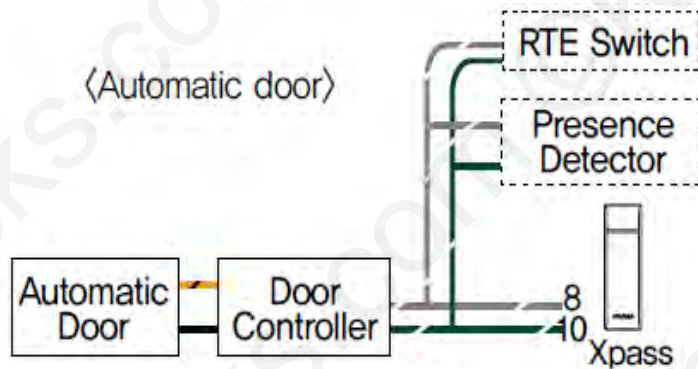 RTE Switch
〈Automatic door〉
Presence
Detector
Automatic
Door
Door
Controller
8
10
Xpass